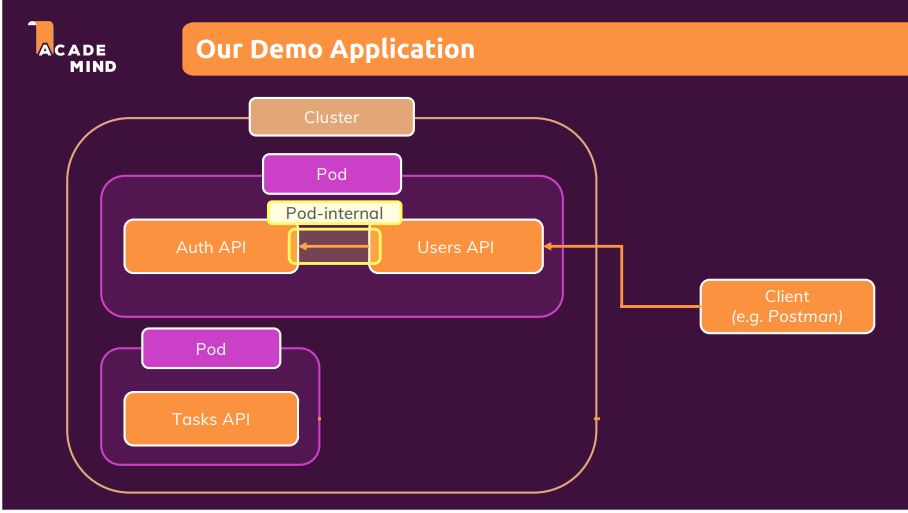 ACADE
MIND
Our Demo Application
Cluster
Pod
Pod-internal
Auth API
Users API
Client
(e.g. Postman)
Pod
Tasks API